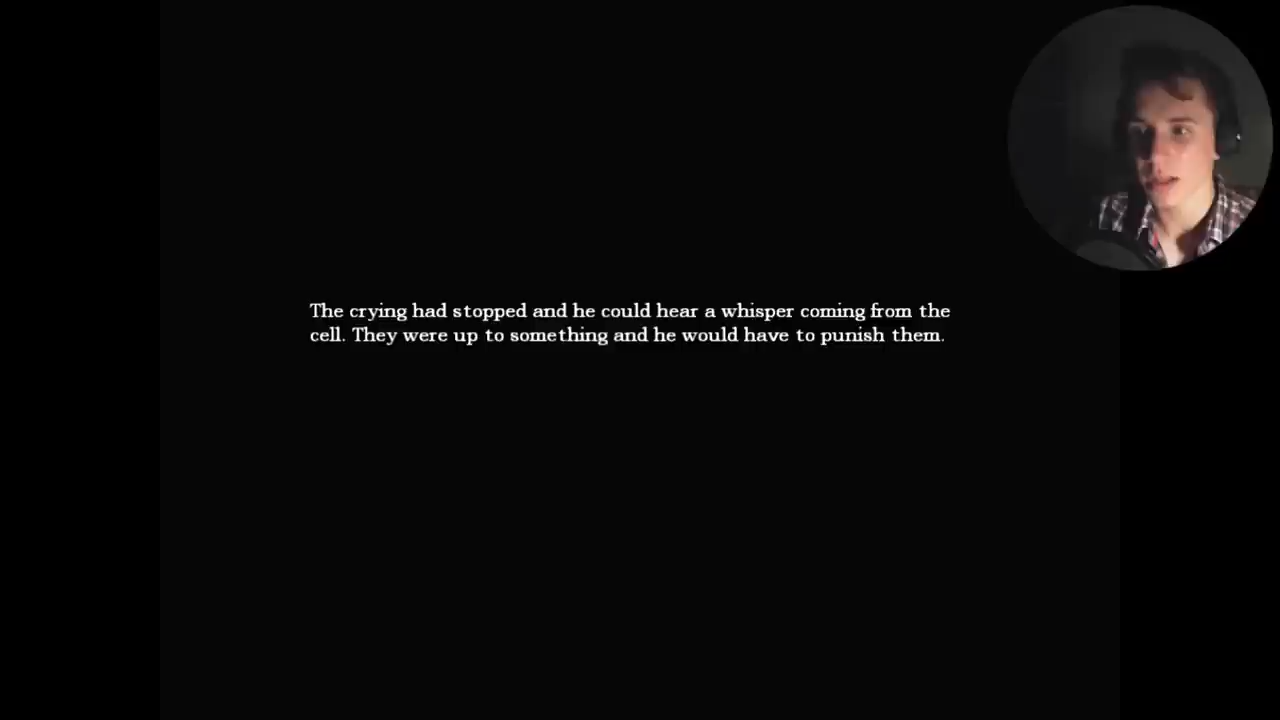 The crying had stopped and he could hear a whisper coming from the
cell. They were up to something and he would have to punish them.